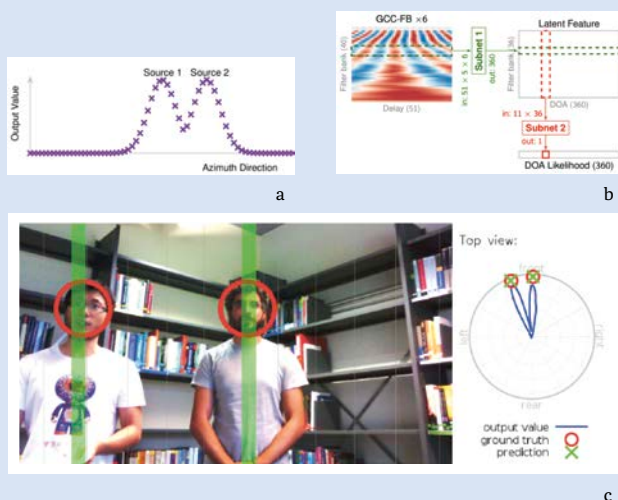 Source 1 Source 2
Output Value
Azimuth Direction
a
GCC-FB ×6
Filter bank (40)
Delay (51)
in: 51 × 5 × 6
Subnet 1
out: 360
Latent Feature
Filter bank (36)
DOA (360)
in: 11 × 36
Subnet 2
out: 1
DOA Likelihood (360)
b
Top view:
front
left
right
rear
output value
ground truth
prediction
c